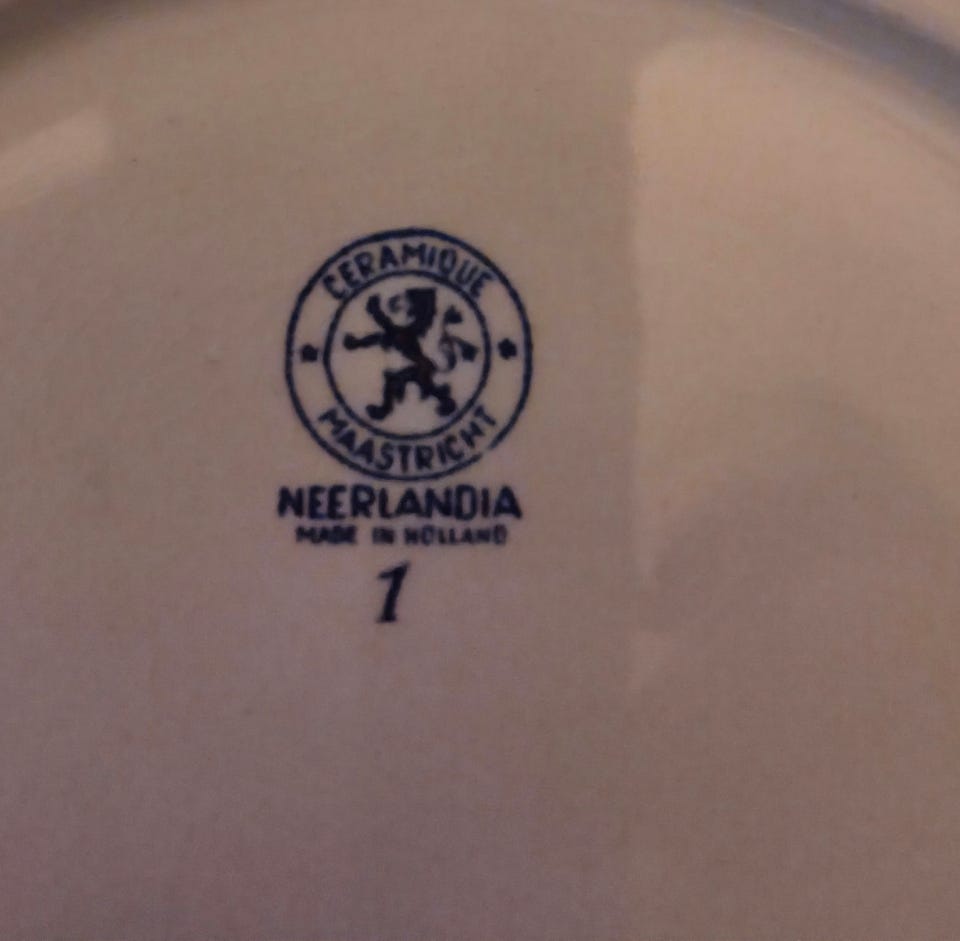 CERAMIQUE
MAASTRICHT
NEERLANDIA
MADE IN HOLLAND
1